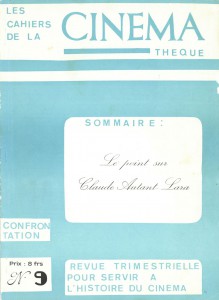 LES
CAHIERS
DE LA
CINEMA
THEQUE
SOMMAIRE:
Le point sur
Claude Autant Lara
CONFRON
TATION
Prix : 8 frs
N° 9
REVUE TRIMESTRIELLE
POUR SERVIR A
L'HISTOIRE DU CINEMA